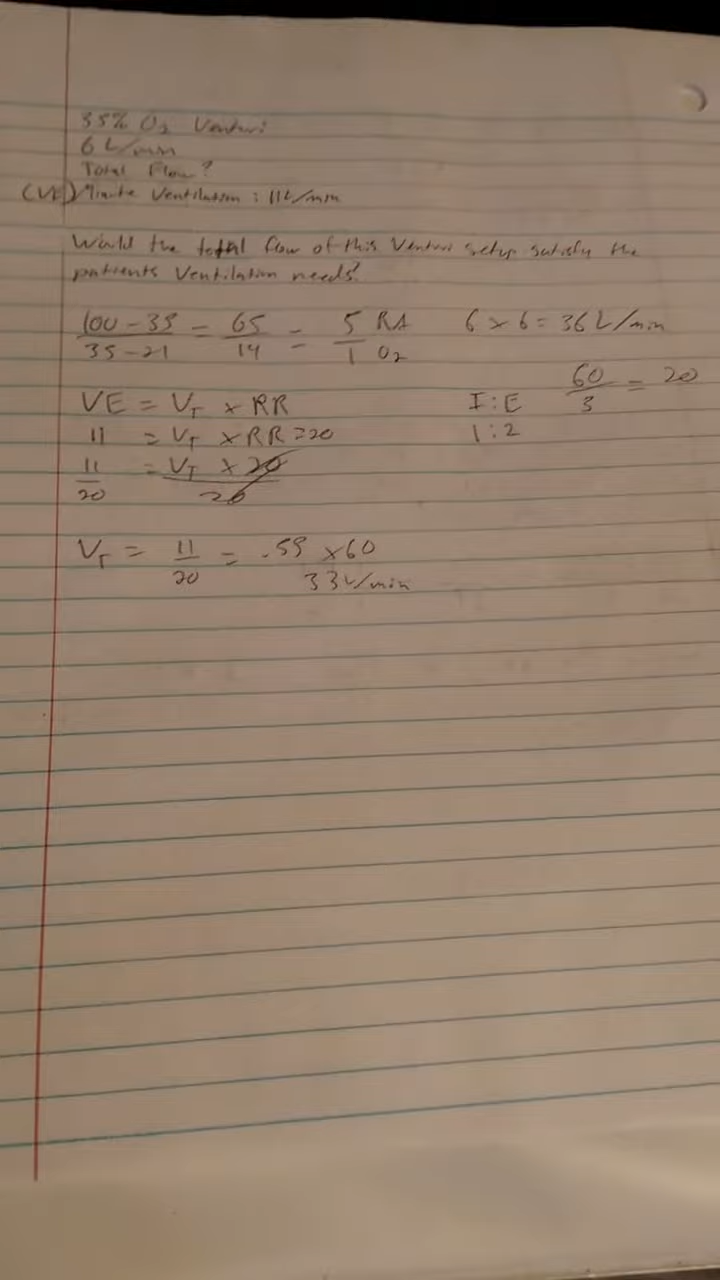 35% O2 Venturi
6 L/min
Total Flow?
(VE) Minute Ventilation : 11L/min
Would the total flow of this Venturi setup satisfy the
patients Ventilation needs?
100 - 35 / 35 - 21 = 65 / 14 = 5 / 1 RA / O2 6 x 6 = 36 L/min
VE = VT x RR I:E 60 / 3 = 20
11 = VT x RR=20 1:2
11 / 20 = VT x 20 / 20
VT = 11 / 20 = .55 x 60
33L/min